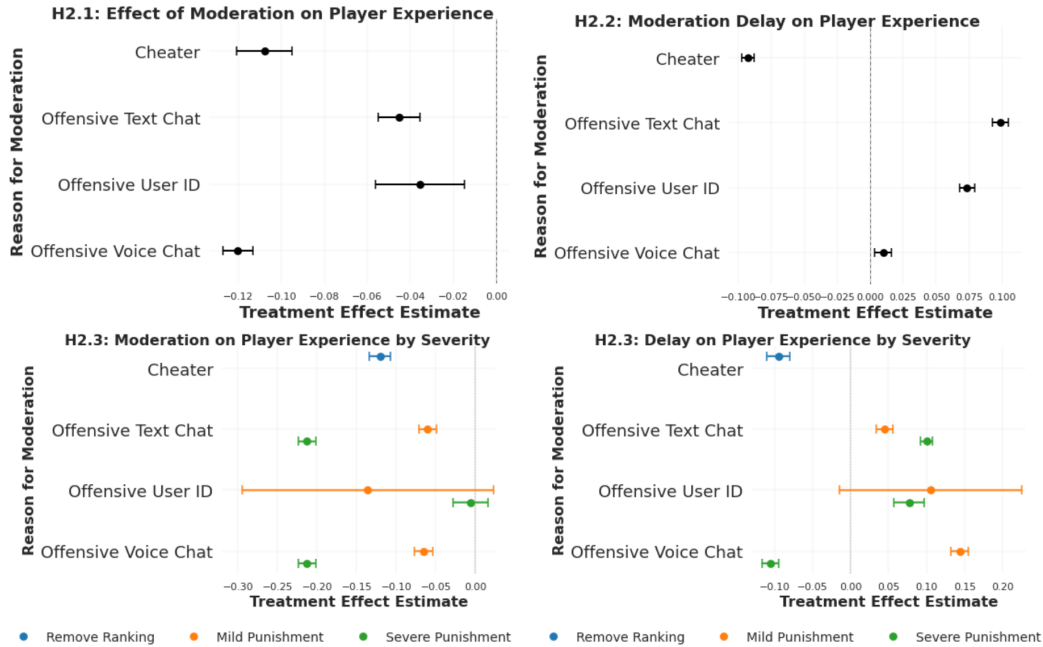 H2.1: Effect of Moderation on Player Experience
Reason for Moderation
Cheater
Offensive Text Chat
Offensive User ID
Offensive Voice Chat
−0.12 −0.10 −0.08 −0.06 −0.04 −0.02 0.00
Treatment Effect Estimate
H2.2: Moderation Delay on Player Experience
Reason for Moderation
Cheater
Offensive Text Chat
Offensive User ID
Offensive Voice Chat
−0.100−0.075−0.050−0.025 0.000 0.025 0.050 0.075 0.100
Treatment Effect Estimate
H2.3: Moderation on Player Experience by Severity
Reason for Moderation
Cheater
Offensive Text Chat
Offensive User ID
Offensive Voice Chat
−0.30 −0.25 −0.20 −0.15 −0.10 −0.05 0.00
Treatment Effect Estimate
Remove Ranking Mild Punishment Severe Punishment
H2.3: Delay on Player Experience by Severity
Reason for Moderation
Cheater
Offensive Text Chat
Offensive User ID
Offensive Voice Chat
−0.10 −0.05 0.00 0.05 0.10 0.15 0.20
Treatment Effect Estimate
Remove Ranking Mild Punishment Severe Punishment